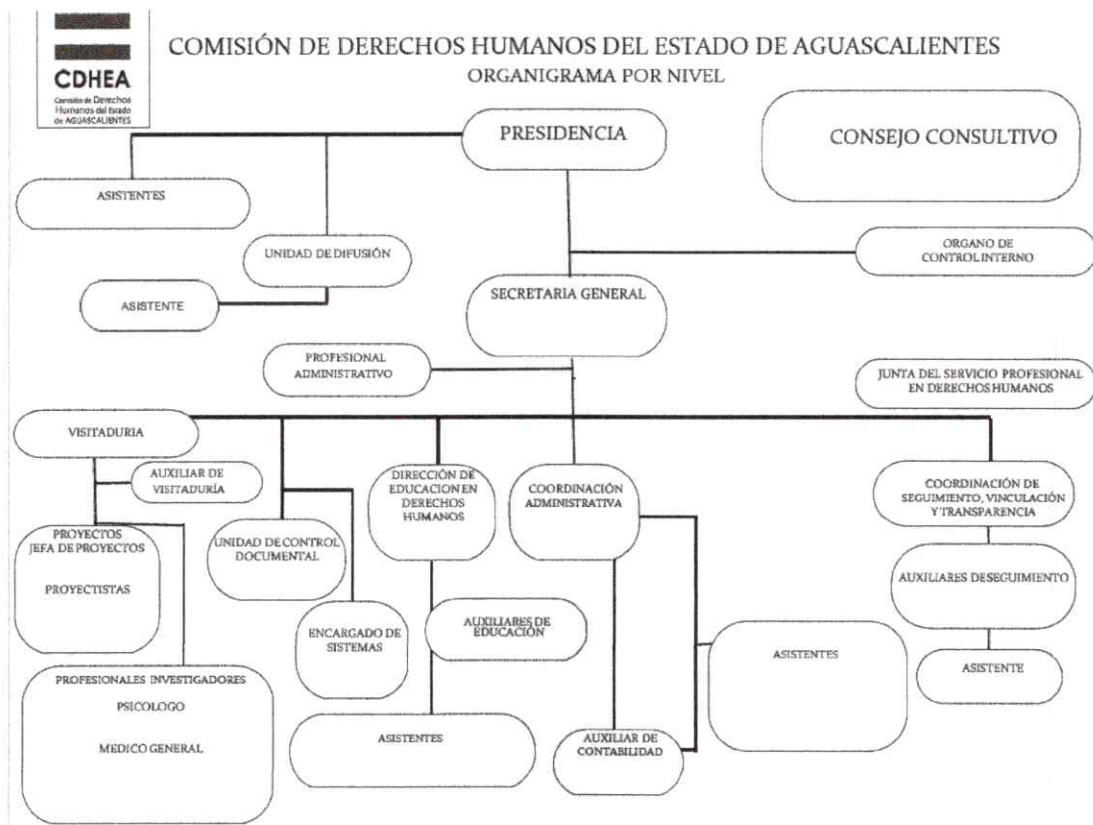 CDHEA
Comisión de Derechos
Humanos del Estado
de AGUASCALIENTES
COMISIÓN DE DERECHOS HUMANOS DEL ESTADO DE AGUASCALIENTES
ORGANIGRAMA POR NIVEL
PRESIDENCIA
CONSEJO CONSULTIVO
ASISTENTES
UNIDAD DE DIFUSIÓN
ORGANO DE
CONTROL INTERNO
ASISTENTE
SECRETARIA GENERAL
PROFESIONAL
ADMINISTRATIVO
JUNTA DEL SERVICIO PROFESIONAL
EN DERECHOS HUMANOS
VISITADURIA
AUXILIAR DE
VISITADURÍA
DIRECCIÓN DE
EDUCACION EN
DERECHOS
HUMANOS
COORDINACIÓN
ADMINISTRATIVA
COORDINACIÓN DE
SEGUIMIENTO, VINCULACIÓN
Y TRANSPARENCIA
PROYECTOS
JEFA DE PROYECTOS
PROYECTISTAS
UNIDAD DE CONTROL
DOCUMENTAL
AUXILIARES DE SEGUIMIENTO
ENCARGADO DE
SISTEMAS
AUXILIARES DE
EDUCACIÓN
ASISTENTES
ASISTENTE
PROFESIONALES INVESTIGADORES
PSICOLOGO
MEDICO GENERAL
ASISTENTES
AUXILIAR DE
CONTABILIDAD